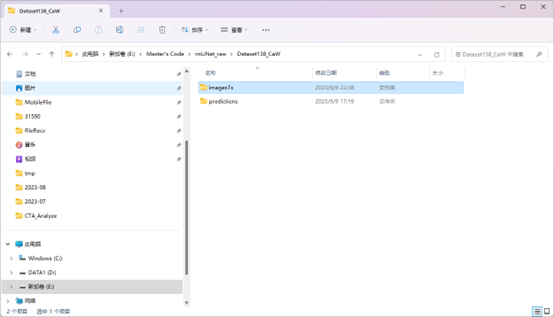 Dataset138_CaW
新建
排序
查看
此电脑 > 新加卷 (E:) > Master's Code > nnUNet_raw > Dataset138_CaW
在 Dataset138_CaW 中搜索
名称 修改日期 类型 大小
文档
图片
MobileFile
31590
FileRecv
音乐
视频
tmp
2023-08
2023-07
CTA_Analyze
此电脑
Windows (C:)
DATA1 (D:)
新加卷 (E:)
网络
imagesTs 2023/9/6 22:38 文件夹
predictions 2023/9/5 17:19 文件夹
2 个项目 选中 1 个项目